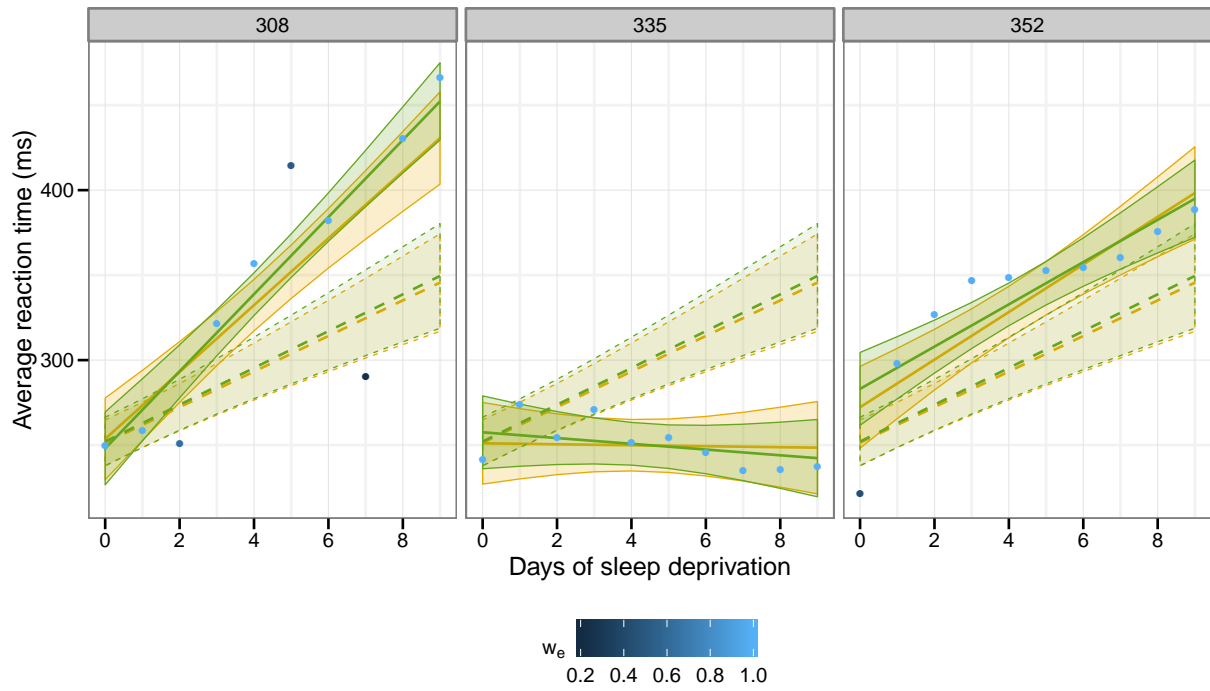 308 335 352
Average reaction time (ms)
400
300
0 2 4 6 8 0 2 4 6 8 0 2 4 6 8
Days of sleep deprivation
w_e
0.2 0.4 0.6 0.8 1.0